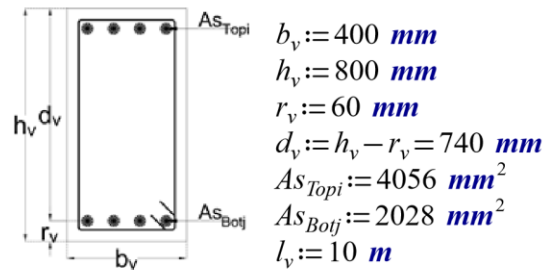 As_Topi
h_v d_v
r_v
As_Botj
b_v
b_v:=400 mm
h_v:=800 mm
r_v:=60 mm
d_v:=h_v−r_v=740 mm
As_Topi:=4056 mm²
As_Botj:=2028 mm²
l_v:=10 m